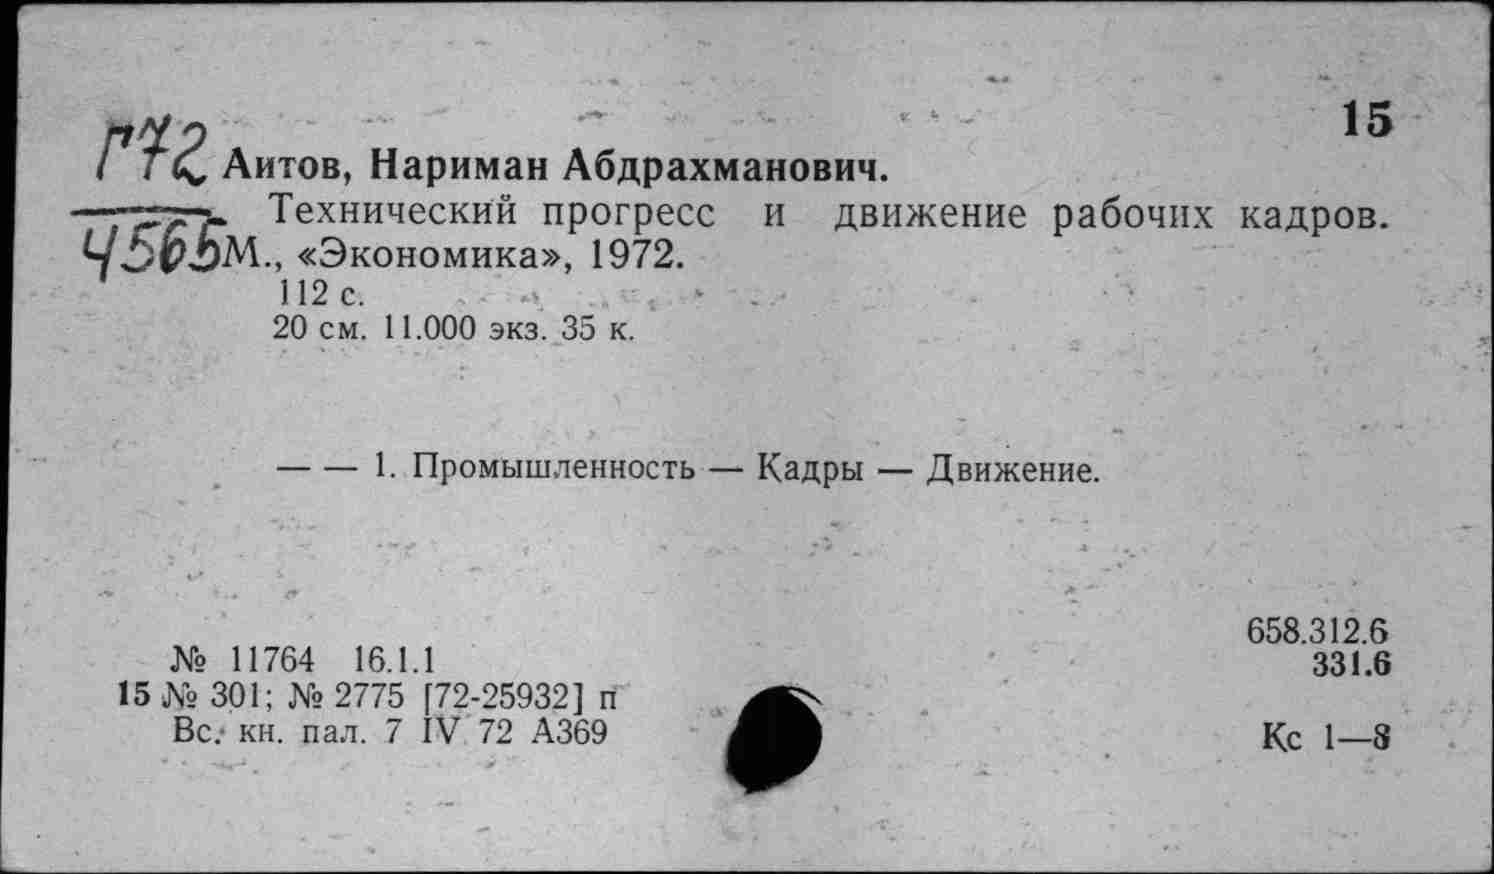 15
Г72
Аитов, Нариман Абдрахманович.
Технический прогресс и движение рабочих кадров.
М., «Экономика», 1972.
112 с.
20 см. 11.000 экз. 35 к.
— — 1. Промышленность — Кадры — Движение.
658.312.6
№ 11764 16.1.1
331.6
15 № 301; № 2775 [72-25932] п
Вс. кн. пал. 7 IV 72 А369
Кс 1—8